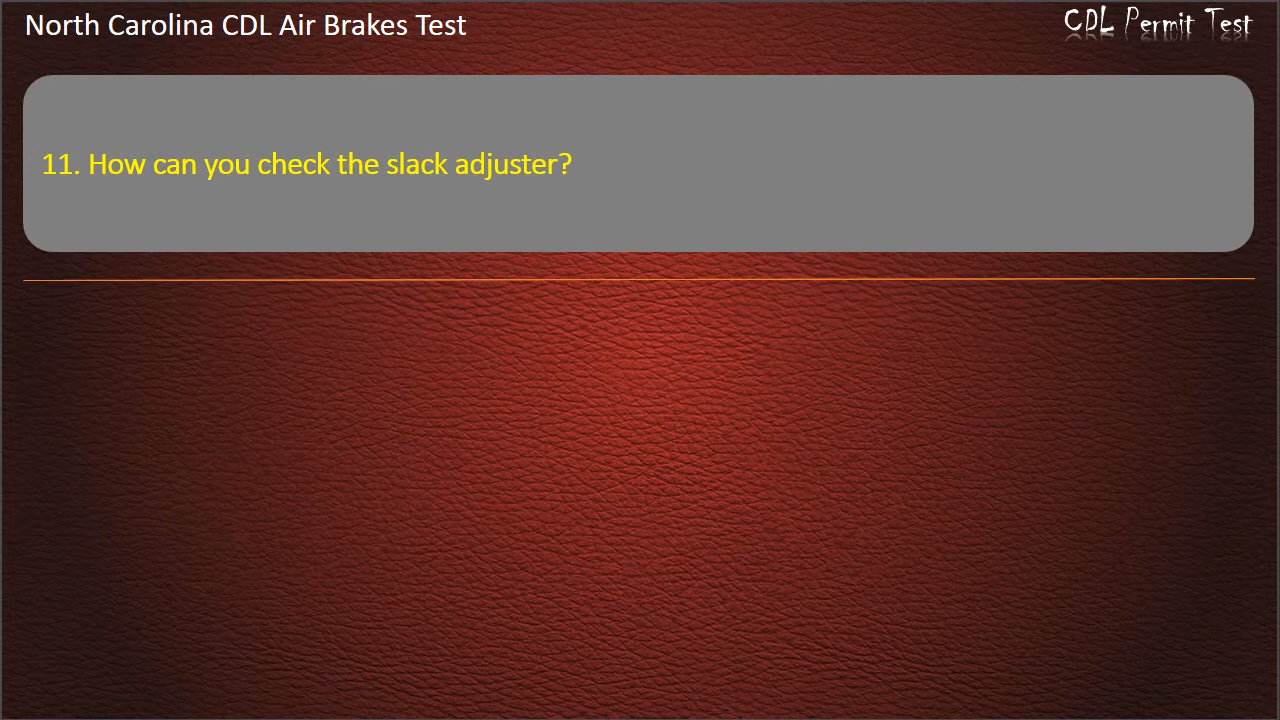 North Carolina CDL Air Brakes Test
CDL Permit Test
11. How can you check the slack adjuster?